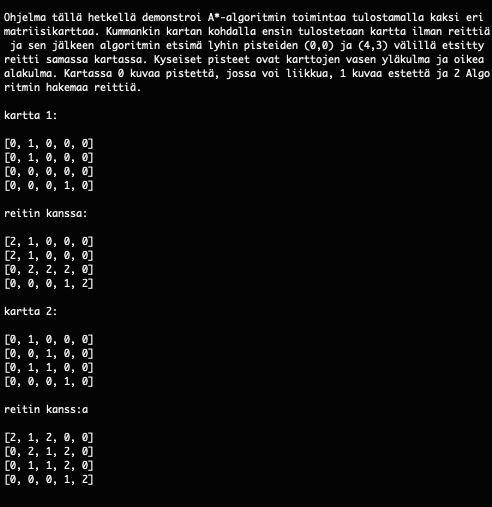 Ohjelma tällä hetkellä demonstroi A*-algoritmin toimintaa tulostamalla kaksi eri
matriisikarttaa. Kummankin kartan kohdalla ensin tulostetaan kartta ilman reittiä
ja sen jälkeen algoritmin etsimä lyhin pisteiden (0,0) ja (4,3) välillä etsitty
reitti samassa kartassa. Kyseiset pisteet ovat karttojen vasen yläkulma ja oikea
alakulma. Kartassa 0 kuvaa pistettä, jossa voi liikkua, 1 kuvaa estettä ja 2 Algo
ritmin hakemaa reittiä.
kartta 1:
[0, 1, 0, 0, 0]
[0, 1, 0, 0, 0]
[0, 0, 0, 0, 0]
[0, 0, 0, 1, 0]
reitin kanssa:
[2, 1, 0, 0, 0]
[2, 1, 0, 0, 0]
[0, 2, 2, 2, 0]
[0, 0, 0, 1, 2]
kartta 2:
[0, 1, 0, 0, 0]
[0, 0, 1, 0, 0]
[0, 1, 1, 0, 0]
[0, 0, 0, 1, 0]
reitin kanss:a
[2, 1, 2, 0, 0]
[0, 2, 1, 2, 0]
[0, 1, 1, 2, 0]
[0, 0, 0, 1, 2]